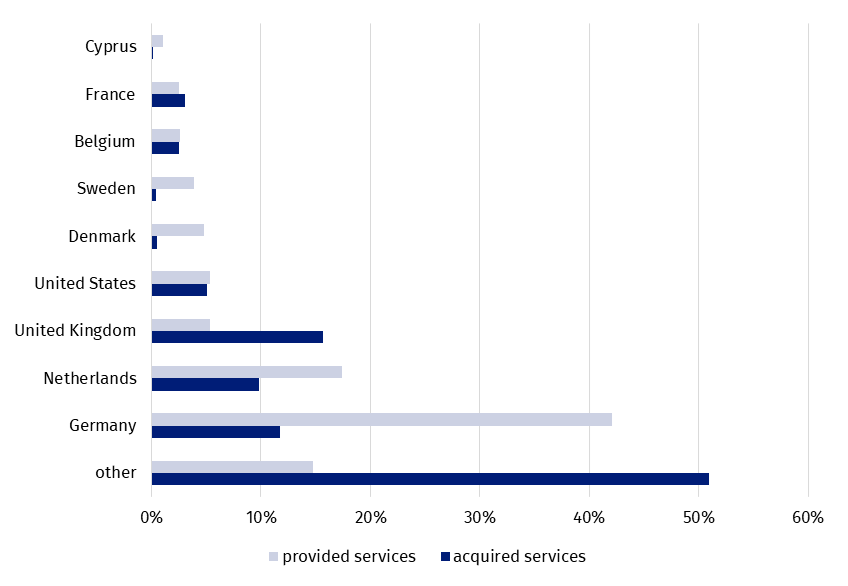 Cyprus
France
Belgium
Sweden
Denmark
United States
United Kingdom
Netherlands
Germany
other
0% 10% 20% 30% 40% 50% 60%
provided services acquired services